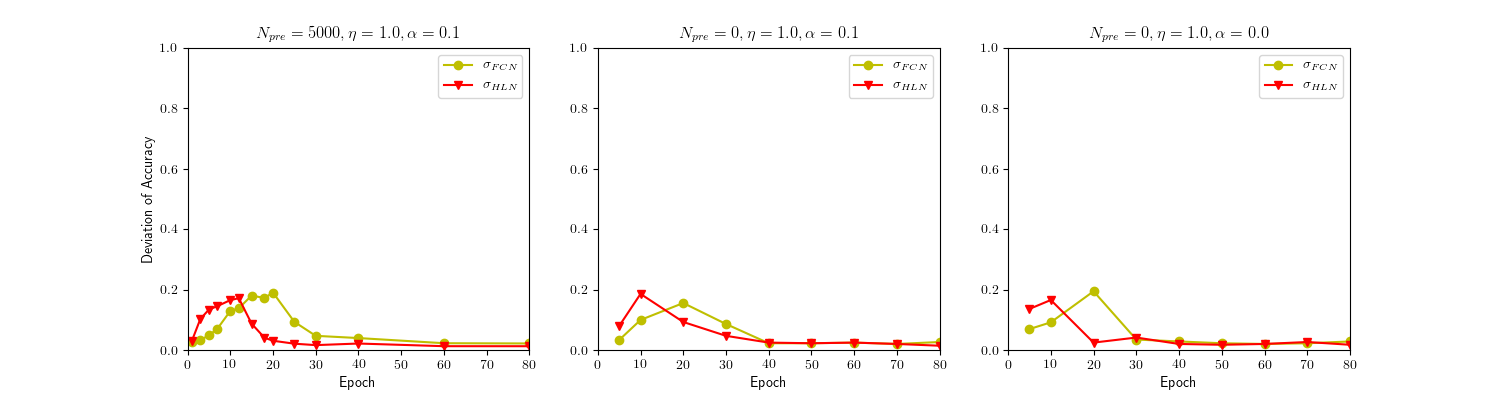 N_pre = 5000, η = 1.0, α = 0.1
σ_FCN
σ_HLN
Deviation of Accuracy
1.0
0.8
0.6
0.4
0.2
0.0
0 10 20 30 40 50 60 70 80
Epoch
N_pre = 0, η = 1.0, α = 0.1
σ_FCN
σ_HLN
1.0
0.8
0.6
0.4
0.2
0.0
0 10 20 30 40 50 60 70 80
Epoch
N_pre = 0, η = 1.0, α = 0.0
σ_FCN
σ_HLN
1.0
0.8
0.6
0.4
0.2
0.0
0 10 20 30 40 50 60 70 80
Epoch